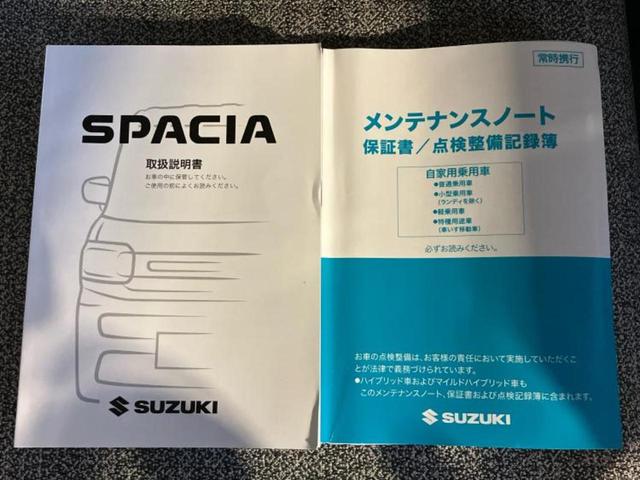 SPACIA
取扱説明書
お車の中に保管してください。
ご使用の前によくお読みください。
SUZUKI
常時携行
メンテナンスノート
保証書/点検整備記録簿
自家用乗用車
●普通乗用車
●小型乗用車
(ランディを除く)
●軽乗用車
●特種用途車
(車いす移動車)
必ずお読みください。
お車の点検整備は、お客様の責任において実施していただくこ
とが法律で義務づけられています。
●ハイブリッド車およびマイルドハイブリッド車も
このメンテナンスノート、保証書および点検記録簿に含まれます。
SUZUKI